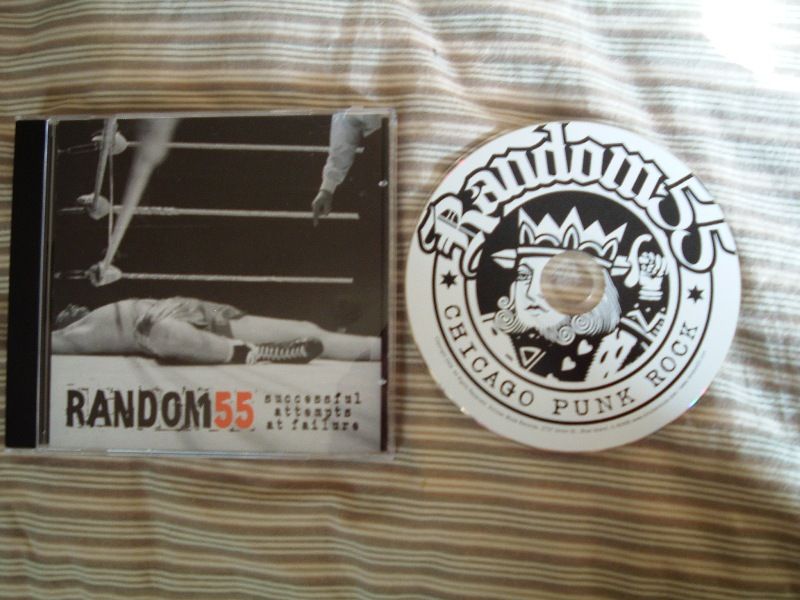 RANDOM55
successful
attempts
at failure
Random55
CHICAGO PUNK ROCK